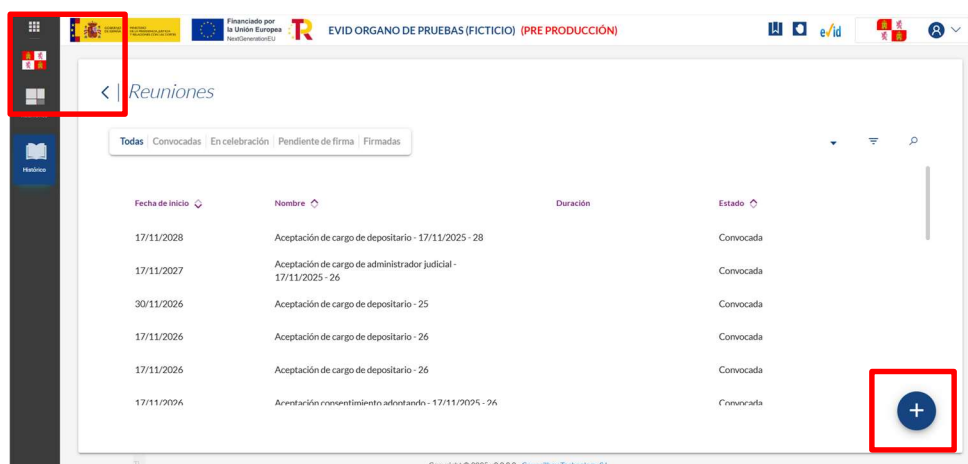 Financiado por
la Unión Europea
NextGenerationEU
EVID ORGANO DE PRUEBAS (FICTICIO) (PRE PRODUCCIÓN)
e/id
Reuniones
Todas Convocadas En celebración Pendiente de firma Firmadas
Histórico
Fecha de inicio Nombre Duración Estado
17/11/2028 Aceptación de cargo de depositario - 17/11/2025 - 28 Convocada
17/11/2027 Aceptación de cargo de administrador judicial -
17/11/2025 - 26 Convocada
30/11/2026 Aceptación de cargo de depositario - 25 Convocada
17/11/2026 Aceptación de cargo de depositario - 26 Convocada
17/11/2026 Aceptación de cargo de depositario - 26 Convocada
17/11/2026 Aceptación consentimiento adoptando - 17/11/2025 - 26 Convocada